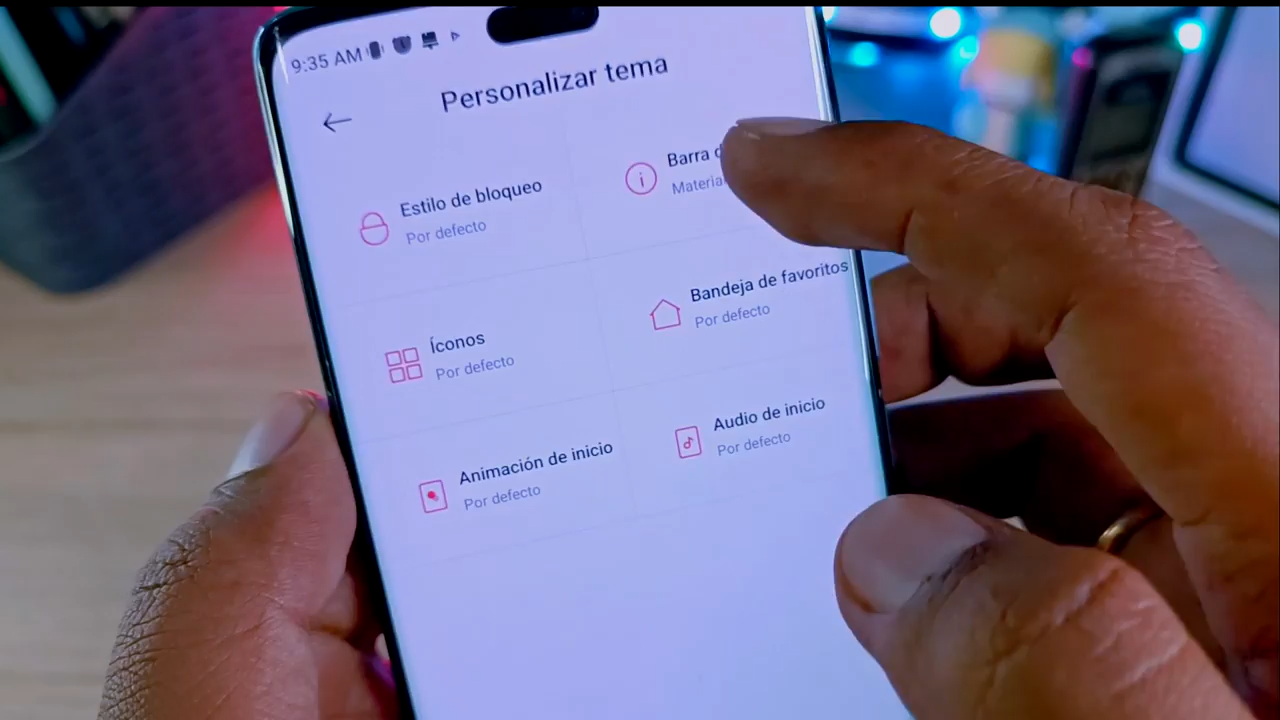 9:35 AM
Personalizar tema
Estilo de bloqueo
Por defecto
Barra
Íconos
Por defecto
Bandeja de favoritos
Por defecto
Animación de inicio
Por defecto
Audio de inicio
Por defecto